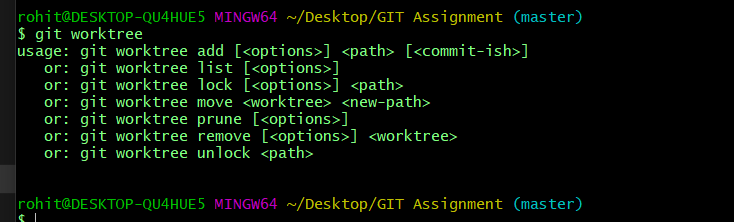 rohit@DESKTOP-QU4HUE5 MINGW64 ~/Desktop/GIT Assignment (master)
$ git worktree
usage: git worktree add [<options>] <path> [<commit-ish>]
   or: git worktree list [<options>]
   or: git worktree lock [<options>] <path>
   or: git worktree move <worktree> <new-path>
   or: git worktree prune [<options>]
   or: git worktree remove [<options>] <worktree>
   or: git worktree unlock <path>
rohit@DESKTOP-QU4HUE5 MINGW64 ~/Desktop/GIT Assignment (master)
$